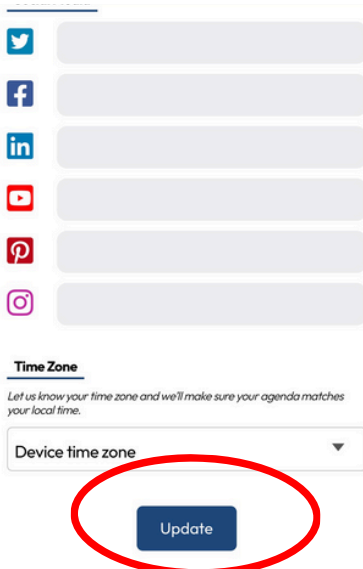 in
Time Zone
Let us know your time zone and we'll make sure your agenda matches
your local time.
Device time zone
Update